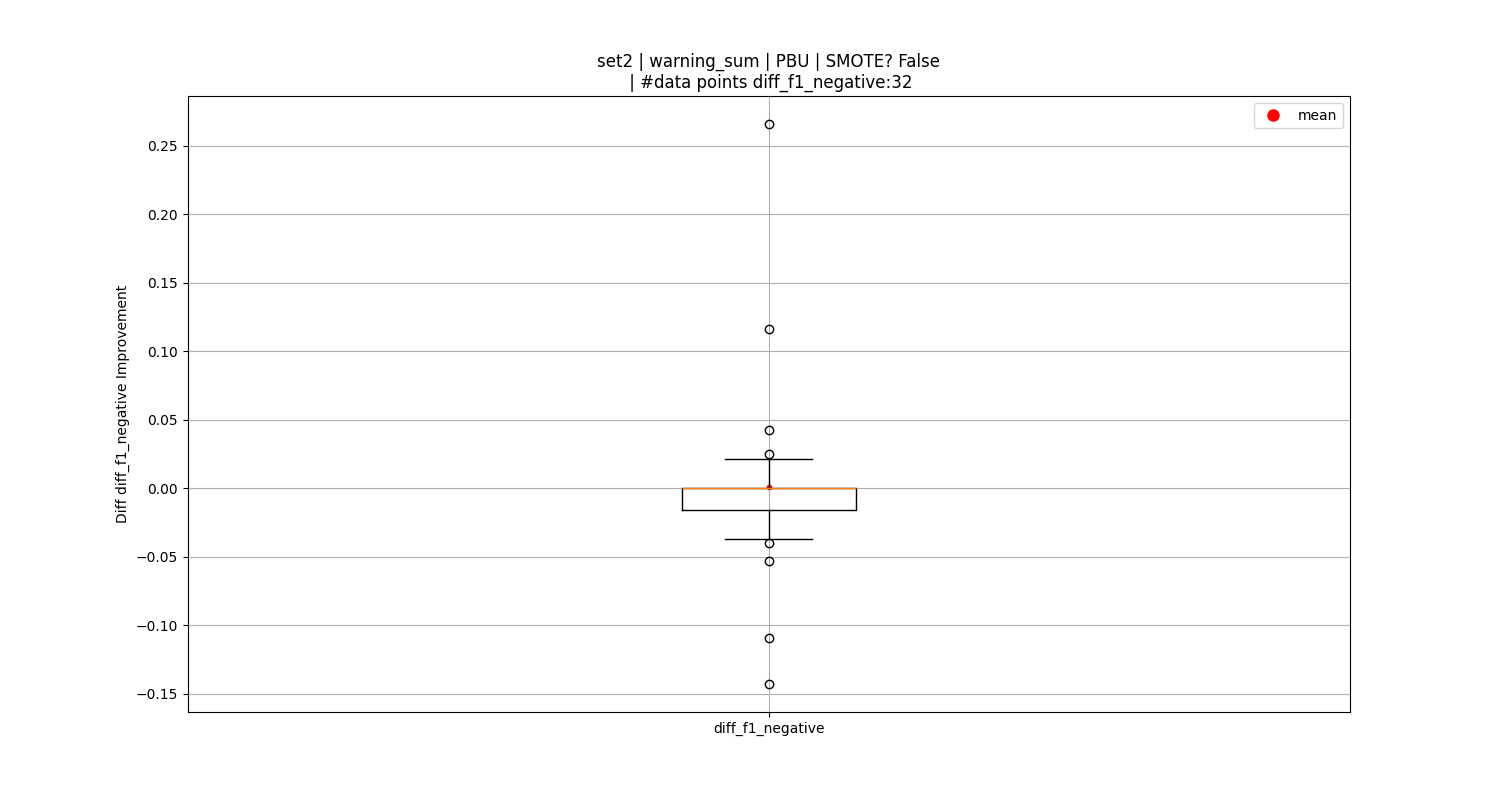 set2 | warning_sum | PBU | SMOTE? False
| #data points diff_f1_negative:32
mean
0.25
0.20
0.15
0.10
0.05
0.00
−0.05
−0.10
−0.15
Diff diff_f1_negative Improvement
diff_f1_negative